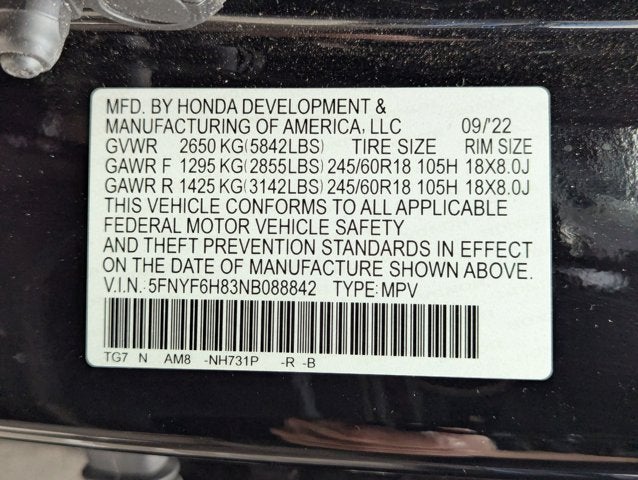 MFD. BY HONDA DEVELOPMENT &
MANUFACTURING OF AMERICA, LLC 09/'22
GVWR 2650 KG(5842LBS) TIRE SIZE RIM SIZE
GAWR F 1295 KG(2855LBS) 245/60R18 105H 18X8.0J
GAWR R 1425 KG(3142LBS) 245/60R18 105H 18X8.0J
THIS VEHICLE CONFORMS TO ALL APPLICABLE
FEDERAL MOTOR VEHICLE SAFETY
AND THEFT PREVENTION STANDARDS IN EFFECT
ON THE DATE OF MANUFACTURE SHOWN ABOVE.
V.I.N.:5FNYF6H83NB088842 TYPE: MPV
TG7 N AM8 -NH731P -R -B